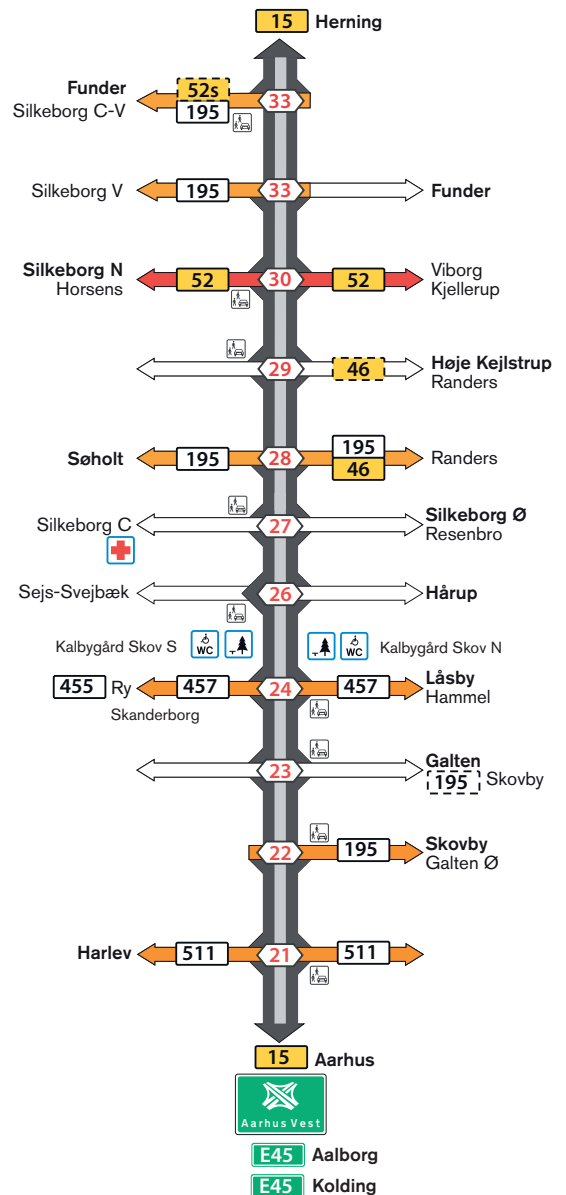 15 Herning
Funder
Silkeborg C-V
52s
195
33
Silkeborg V
195
33
Funder
Silkeborg N
Horsens
52
30
52
Viborg
Kjellerup
29
46
Høje Kejlstrup
Randers
Søholt
195
28
195
46
Randers
Silkeborg C
27
Silkeborg Ø
Resenbro
Sejs-Svejbæk
26
Hårup
Kalbygård Skov S
WC
WC
Kalbygård Skov N
455 Ry
Skanderborg
457
24
457
Låsby
Hammel
23
Galten
195 Skovby
22
195
Skovby
Galten Ø
Harlev
511
21
511
15 Aarhus
Aarhus Vest
E45 Aalborg
E45 Kolding